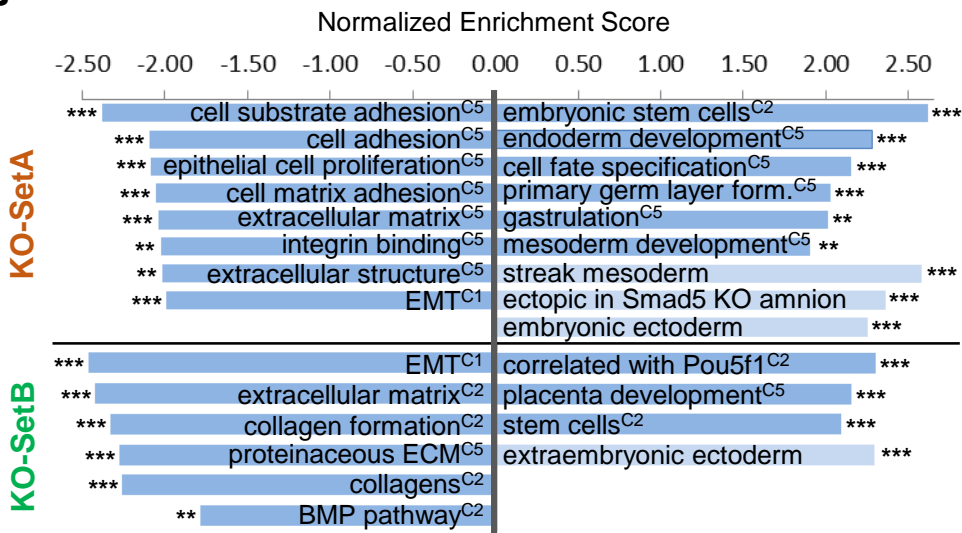 Normalized Enrichment Score
-2.50 -2.00 -1.50 -1.00 -0.50 0.00 0.50 1.00 1.50 2.00 2.50
KO-SetA
*** cell substrate adhesionC5 embryonic stem cellsC2 ***
*** cell adhesionC5 endoderm developmentC5 ***
*** epithelial cell proliferationC5 cell fate specificationC5 ***
*** cell matrix adhesionC5 primary germ layer form.C5 ***
*** extracellular matrixC5 gastrulationC5 **
** integrin bindingC5 mesoderm developmentC5 **
** extracellular structureC5 streak mesoderm ***
*** EMTC1 ectopic in Smad5 KO amnion ***
embryonic ectoderm ***
KO-SetB
*** EMTC1 correlated with Pou5f1C2 ***
*** extracellular matrixC2 placenta developmentC5 ***
*** collagen formationC2 stem cellsC2 ***
*** proteinaceous ECMC5 extraembryonic ectoderm ***
*** collagensC2
** BMP pathwayC2